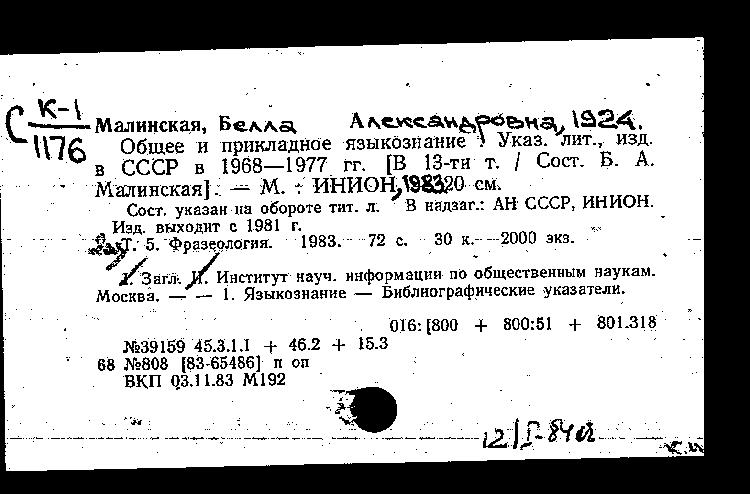 С К-1
1176
Малинская, Белла Александровна, 1924.
Общее и прикладное языкознание : Указ. лит., изд.
в СССР в 1968—1977 гг. [В 13-ти т. / Сост. Б. А.
Малинская]. — М. : ИНИОН, 1983 20 см.
Сост. указан на обороте тит. л. В надзаг.: АН СССР, ИНИОН.
Изд. выходит с 1981 г.
Т. 5. Фразеология. 1983. 72 с. 30 к. 2000 экз.
I. Загл. II. Институт науч. информации по общественным наукам.
Москва. — — 1. Языкознание — Библиографические указатели.
016: [800 + 800:51 + 801.318
№39159 45.3.1.1 + 46.2 + 15.3
68 №808 [83-65486] п оп
ВКП 03.11.83 М192
12/I-84